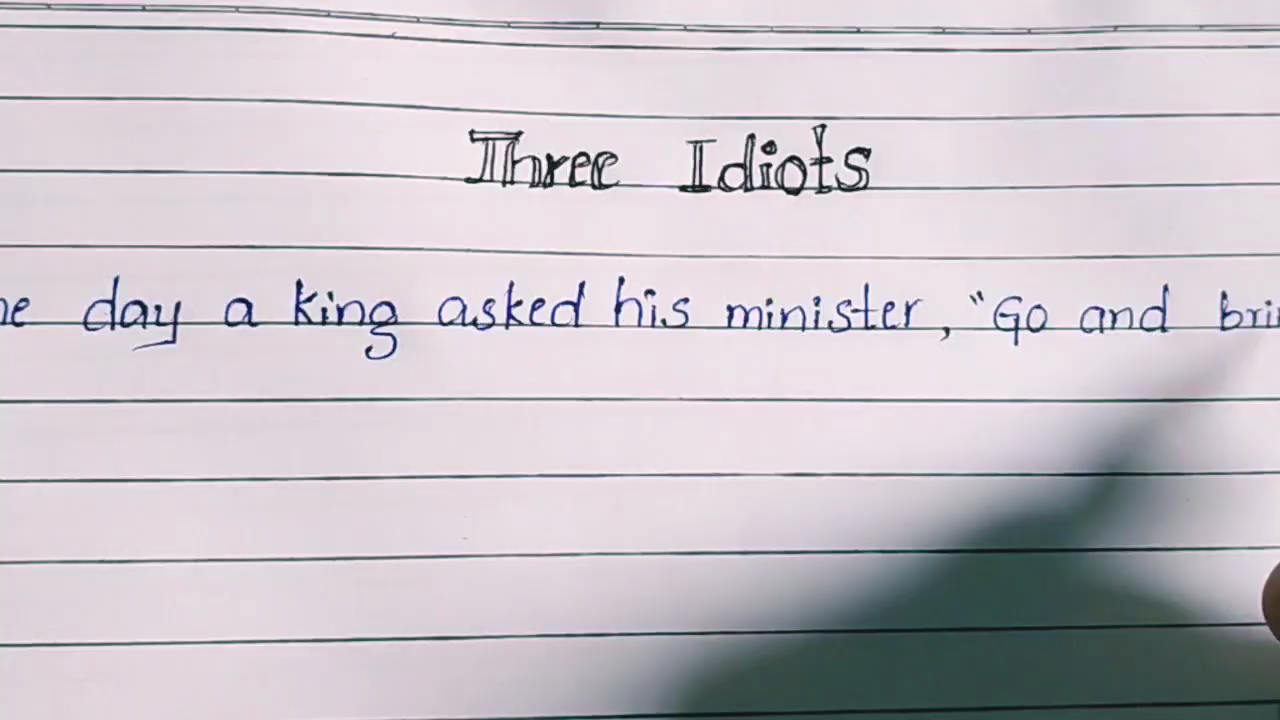 Three Idiots
day a king asked his minister, "Go and